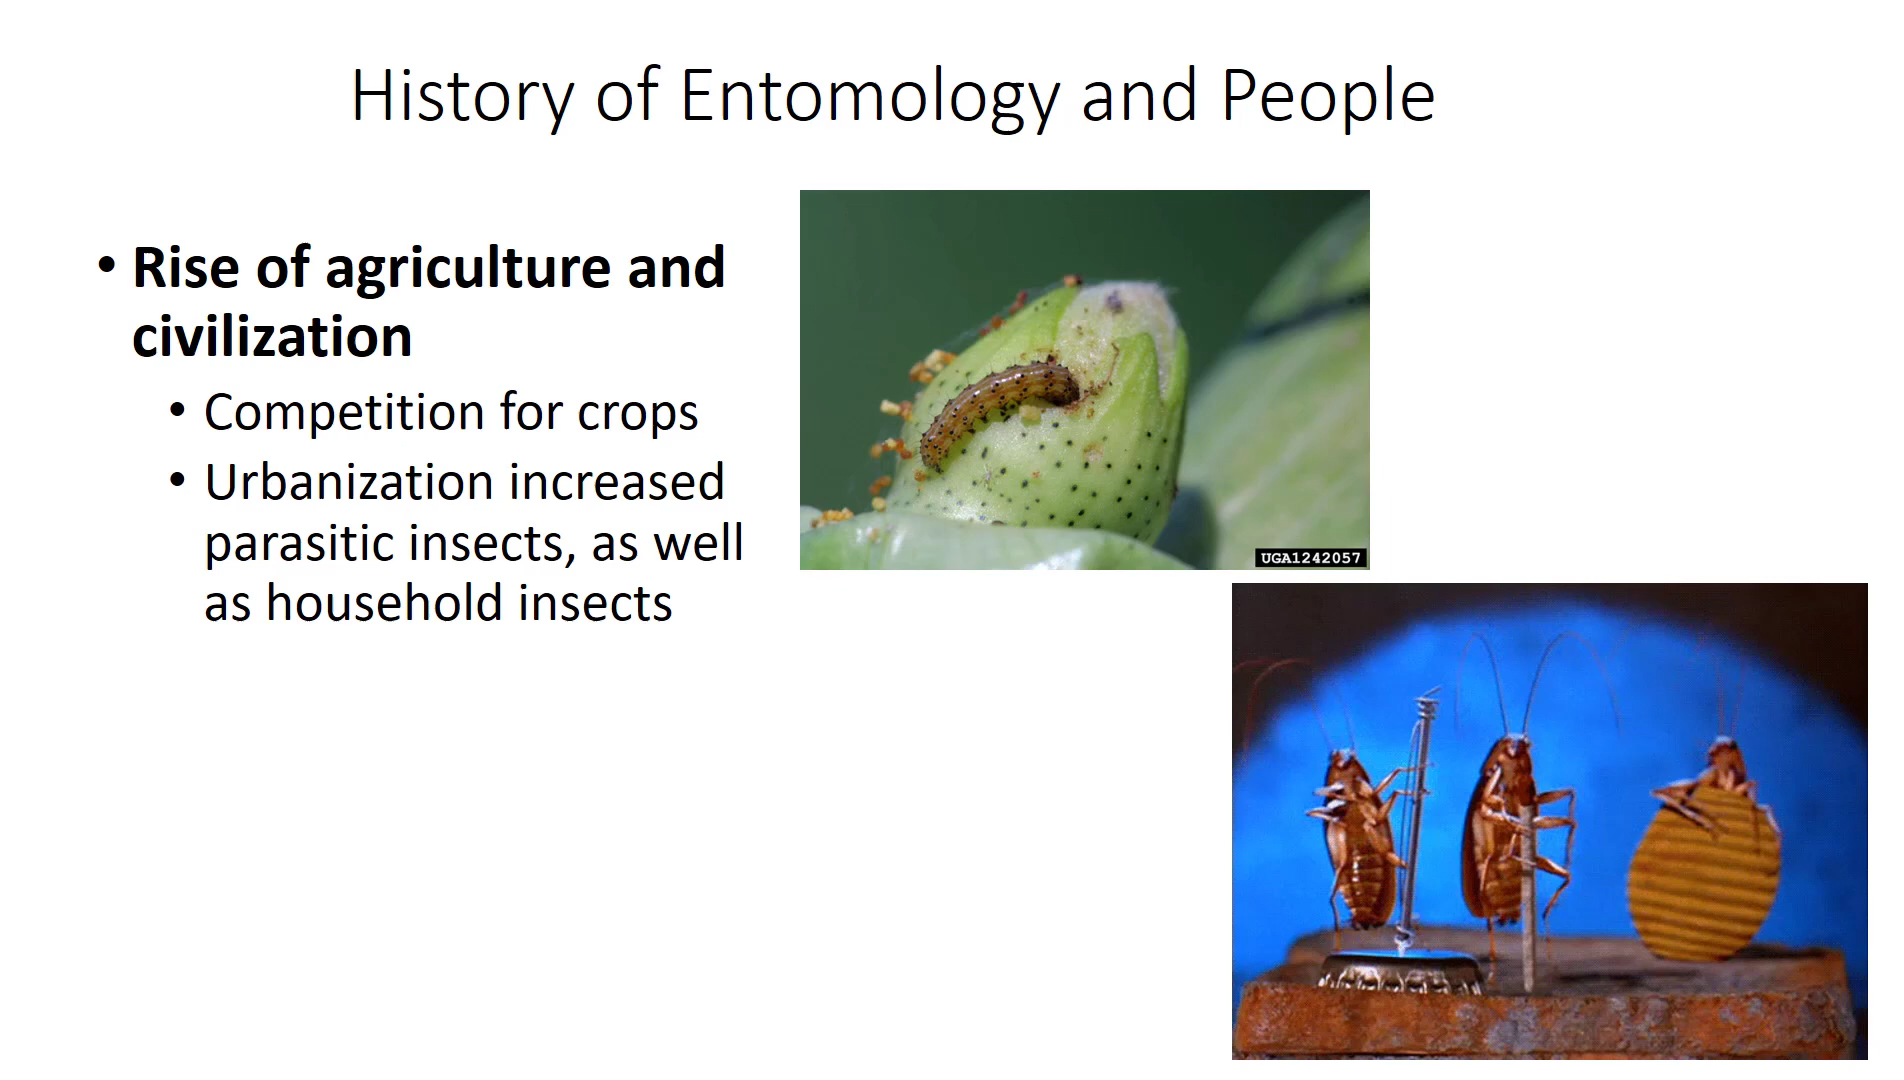 History of Entomology and People
• Rise of agriculture and
civilization
• Competition for crops
• Urbanization increased
parasitic insects, as well
as household insects
UGA1242057